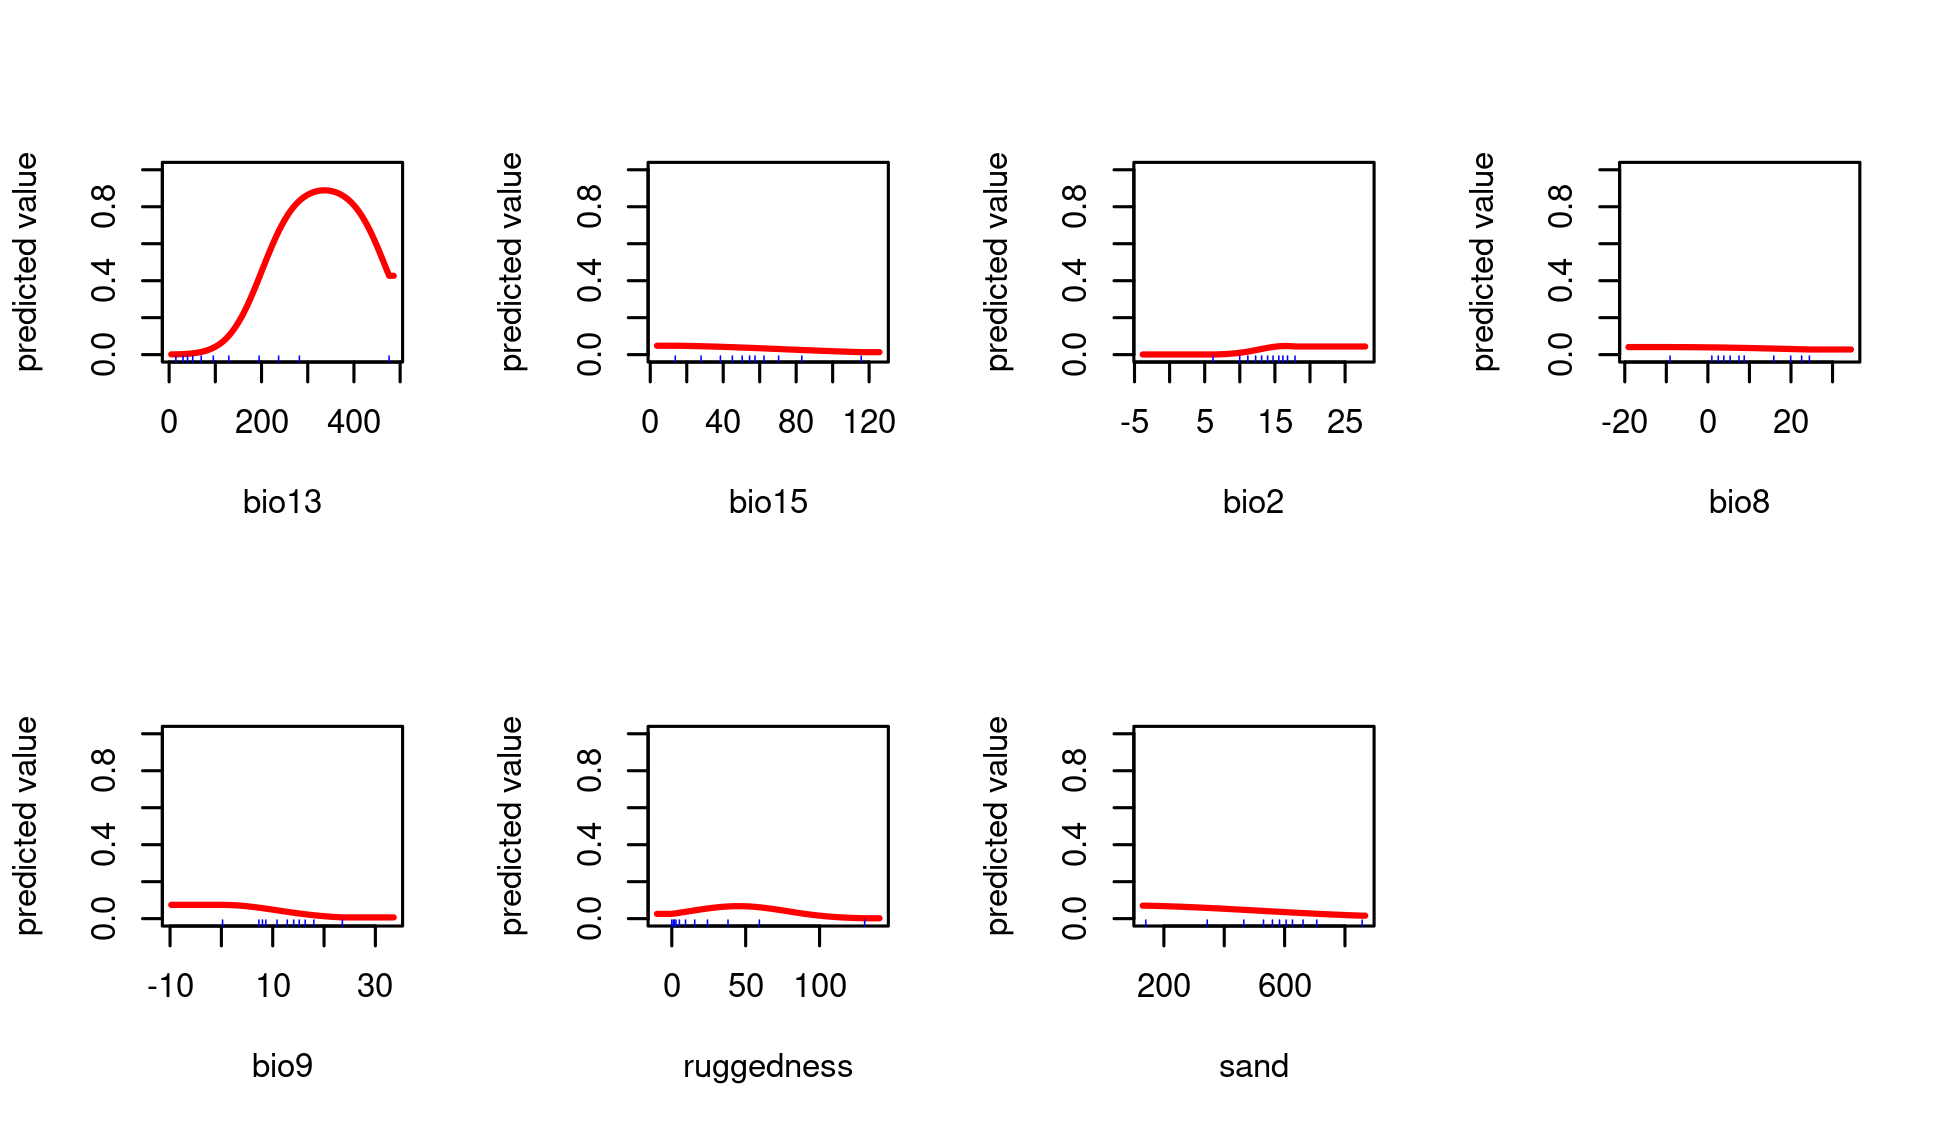 predicted value
0.0 0.4 0.8
0 200 400
bio13
predicted value
0.0 0.4 0.8
0 40 80 120
bio15
predicted value
0.0 0.4 0.8
-5 5 15 25
bio2
predicted value
0.0 0.4 0.8
-20 0 20
bio8
predicted value
0.0 0.4 0.8
-10 10 30
bio9
predicted value
0.0 0.4 0.8
0 50 100
ruggedness
predicted value
0.0 0.4 0.8
200 600
sand